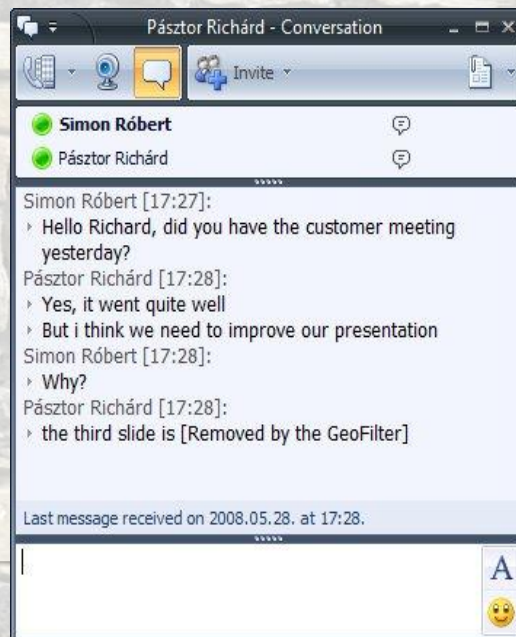 Pásztor Richárd - Conversation
Invite
Simon Róbert
Pásztor Richárd
Simon Róbert [17:27]:
Hello Richard, did you have the customer meeting
yesterday?
Pásztor Richárd [17:28]:
Yes, it went quite well
But i think we need to improve our presentation
Simon Róbert [17:28]:
Why?
Pásztor Richárd [17:28]:
the third slide is [Removed by the GeoFilter]
Last message received on 2008.05.28. at 17:28.
A